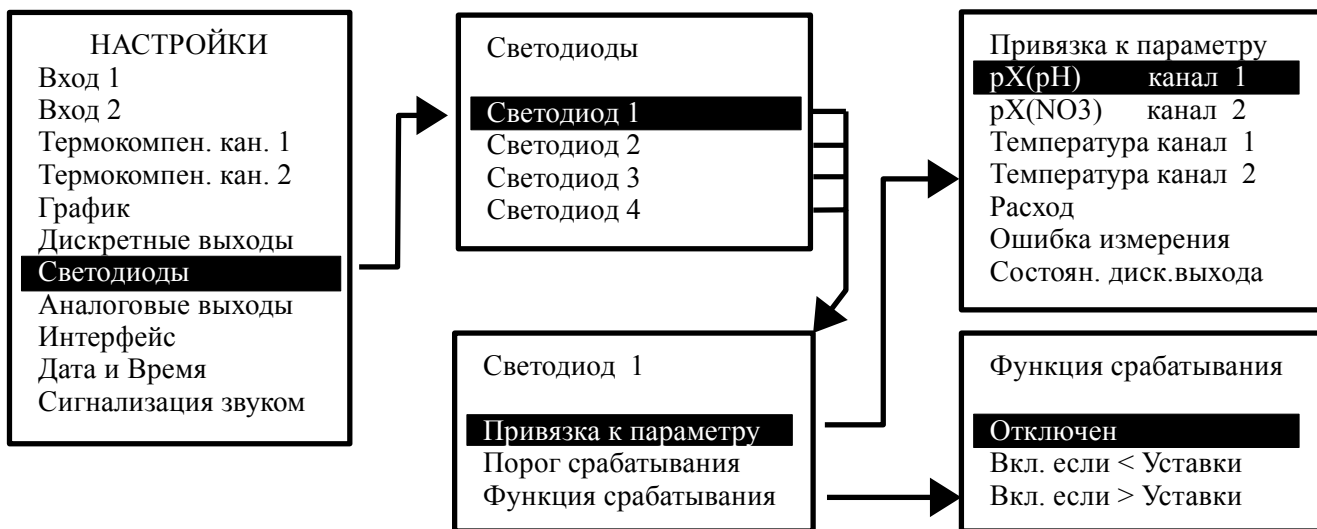 НАСТРОЙКИ
Вход 1
Вход 2
Термокомпен. кан. 1
Термокомпен. кан. 2
График
Дискретные выходы
Светодиоды
Аналоговые выходы
Интерфейс
Дата и Время
Сигнализация звуком
Светодиоды
Светодиод 1
Светодиод 2
Светодиод 3
Светодиод 4
Светодиод 1
Привязка к параметру
Порог срабатывания
Функция срабатывания
Привязка к параметру
pX(pH) канал 1
pX(NO3) канал 2
Температура канал 1
Температура канал 2
Расход
Ошибка измерения
Состоян. диск.выхода
Функция срабатывания
Отключен
Вкл. если < Уставки
Вкл. если > Уставки